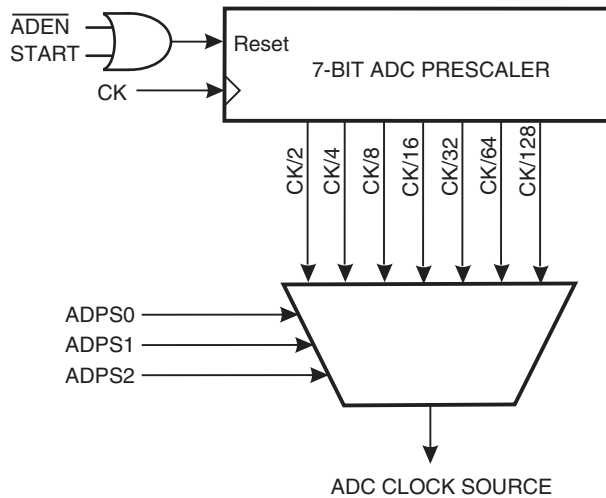 ADEN
START
Reset
7-BIT ADC PRESCALER
CK
CK/2
CK/4
CK/8
CK/16
CK/32
CK/64
CK/128
ADPS0
ADPS1
ADPS2
ADC CLOCK SOURCE